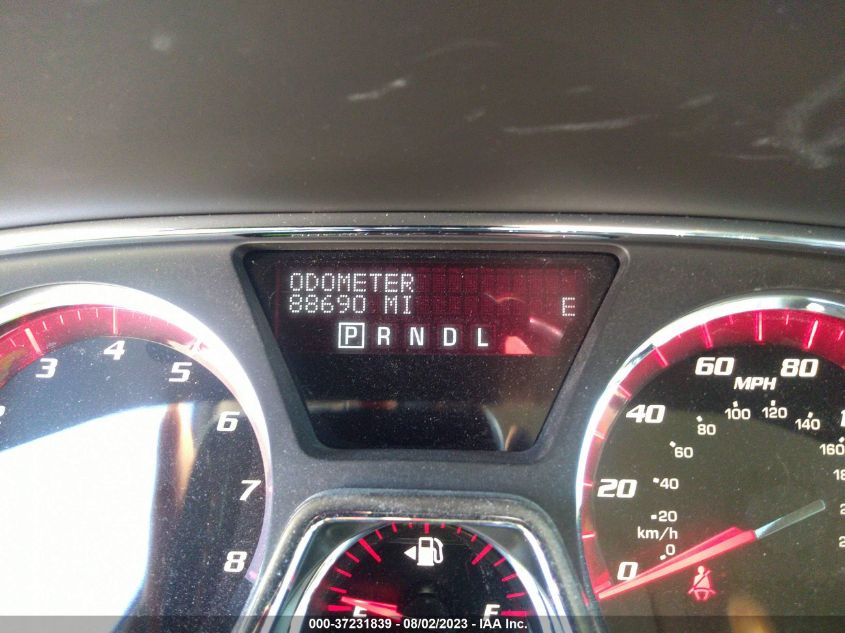 ODOMETER
88690 MI E
P R N D L
2 3 4 5 6 7 8
0 20 40 60 80
MPH
0 20 40 60 80 100 120 140 160
km/h
E F
000-37231839 - 08/02/2023 - IAA Inc.